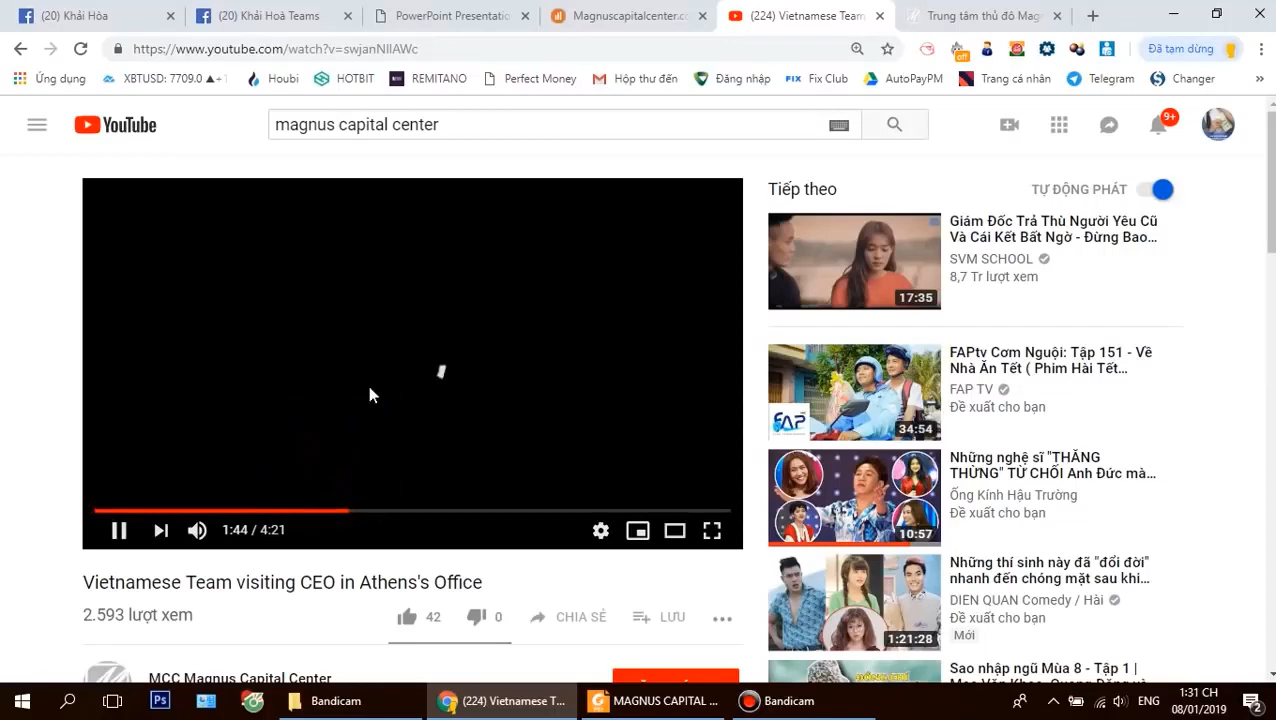 (20) Khải Hòa
(20) Khai Hoà Teams
PowerPoint Presentatio
Magnuscapitalcenter.c
(224) Vietnamese Team
Trung tâm thủ đô Mag
https://www.youtube.com/watch?v=swjanNlIAWc
off
Đã tạm dừng
Ứng dụng
XBTUSD: 7709.0
Houbi
HOTBIT
REMITANO
Perfect Money
Hộp thư đến
Đăng nhập
FIX Fix Club
AutoPayPM
Trang cá nhân
Telegram
Changer
YouTube
magnus capital center
9+
Tiếp theo
TỰ ĐỘNG PHÁT
Giám Đốc Trả Thù Người Yêu Cũ
Và Cái Kết Bất Ngờ - Đừng Bao...
SVM SCHOOL
8,7 Tr lượt xem
17:35
FAPtv Cơm Nguội: Tập 151 - Về
Nhà Ăn Tết ( Phim Hài Tết...
FAP TV
Đề xuất cho bạn
FAP
34:54
Những nghệ sĩ "THĂNG
THỪNG" TỪ CHỐI Anh Đức mà...
Ống Kính Hậu Trường
Đề xuất cho bạn
10:57
Những thí sinh này đã "đổi đời"
nhanh đến chóng mặt sau khi...
DIEN QUAN Comedy / Hài
Đề xuất cho bạn
Mới
1:21:28
Sao nhập ngũ Mùa 8 - Tập 1 |
1:44 / 4:21
Vietnamese Team visiting CEO in Athens's Office
2.593 lượt xem
42
0
CHIA SẺ
LƯU
MCC Magnus Capital Center
Ps
Bandicam
(224) Vietnamese T...
MAGNUS CAPITAL ...
Bandicam
ENG
1:31 CH
08/01/2019
2